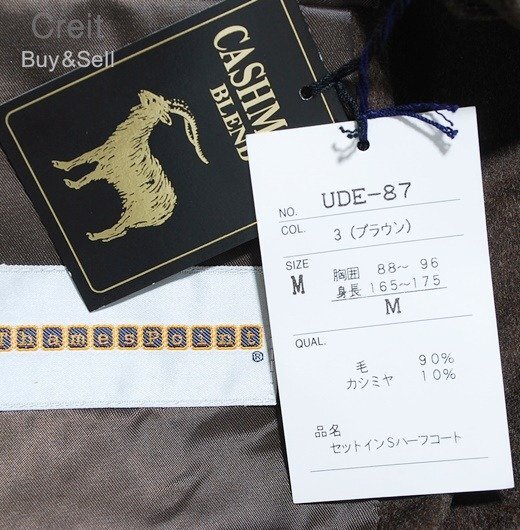 Creit
Buy&Sell
CASHM
BLEND
ThamesPoint
®
NO. UDE-87
COL. 3 (ブラウン)
SIZE
M 胸囲 88〜 96
身長 165〜175
M
QUAL.
毛 90%
カシミヤ 10%
品名
セットインSハーフコート